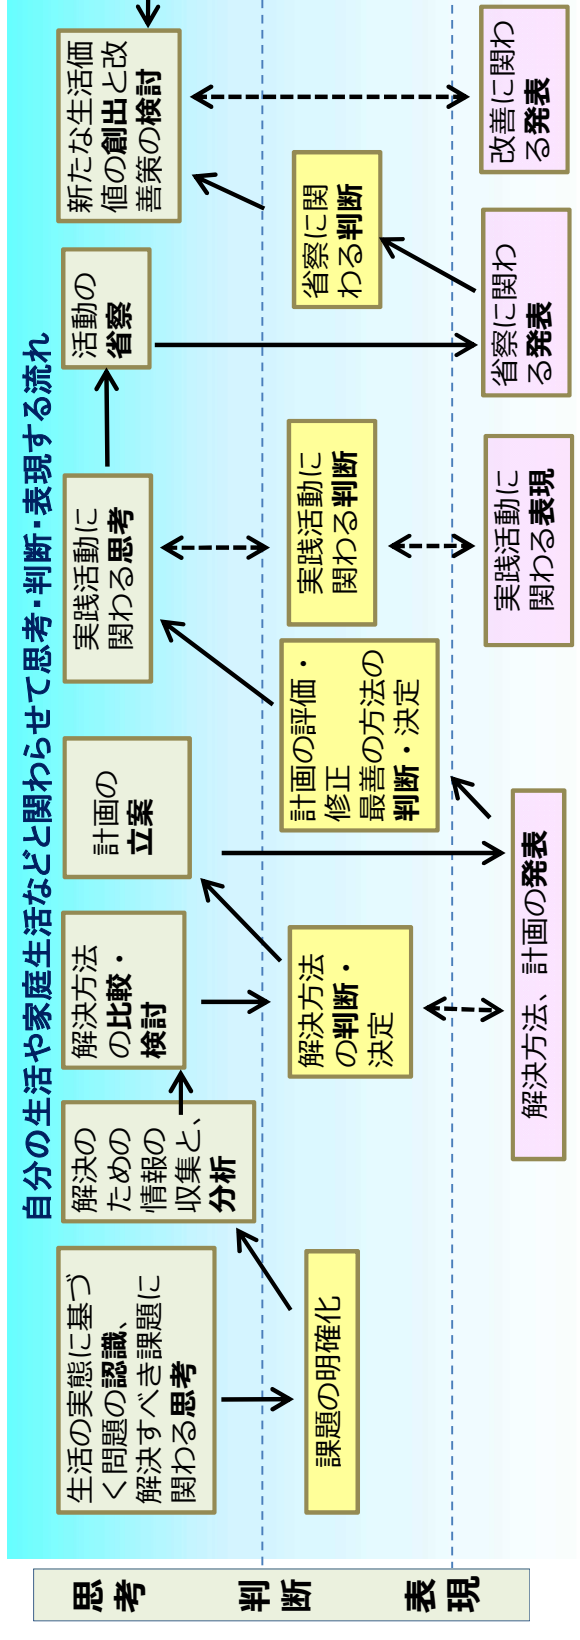 自分の生活や家庭生活などと関わらせて思考・判断・表現する流れ
思考
生活の実態に基づ
く問題の認識、
解決すべき課題に
関わる思考
解決の
ための
情報の
収集と、
分析
解決方法
の比較・
検討
計画の
立案
実践活動に
関わる思考
活動の
省察
新たな生活価
値の創出と改
善策の検討
判断
課題の明確化
解決方法
の判断・
決定
計画の評価・
修正
最善の方法の
判断・決定
実践活動に
関わる判断
省察に関
わる判断
表現
解決方法、計画の発表
実践活動に
関わる表現
省察に関わ
る発表
改善に関わ
る発表